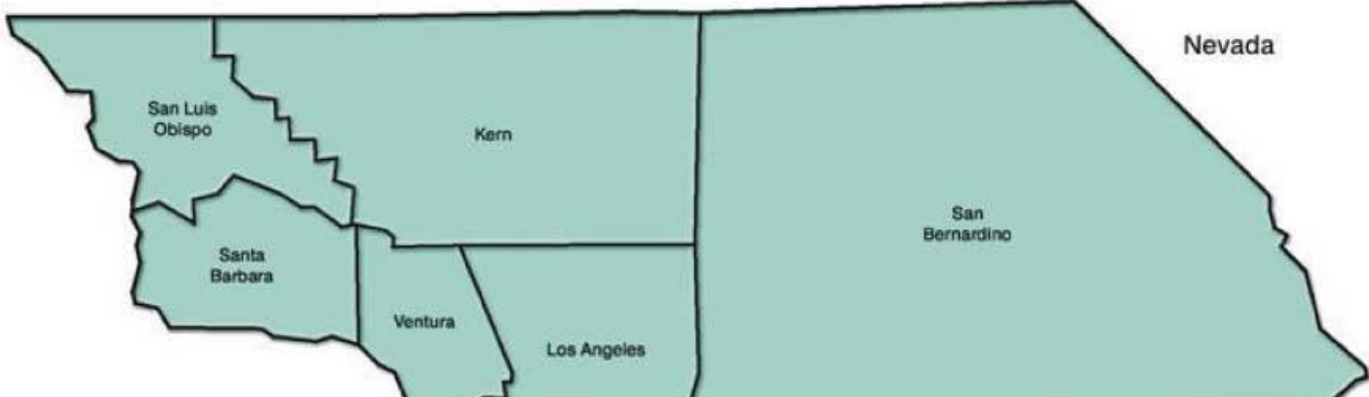 Nevada
San Luis
Obispo
Kern
San
Bernardino
Santa
Barbara
Ventura
Los Angeles